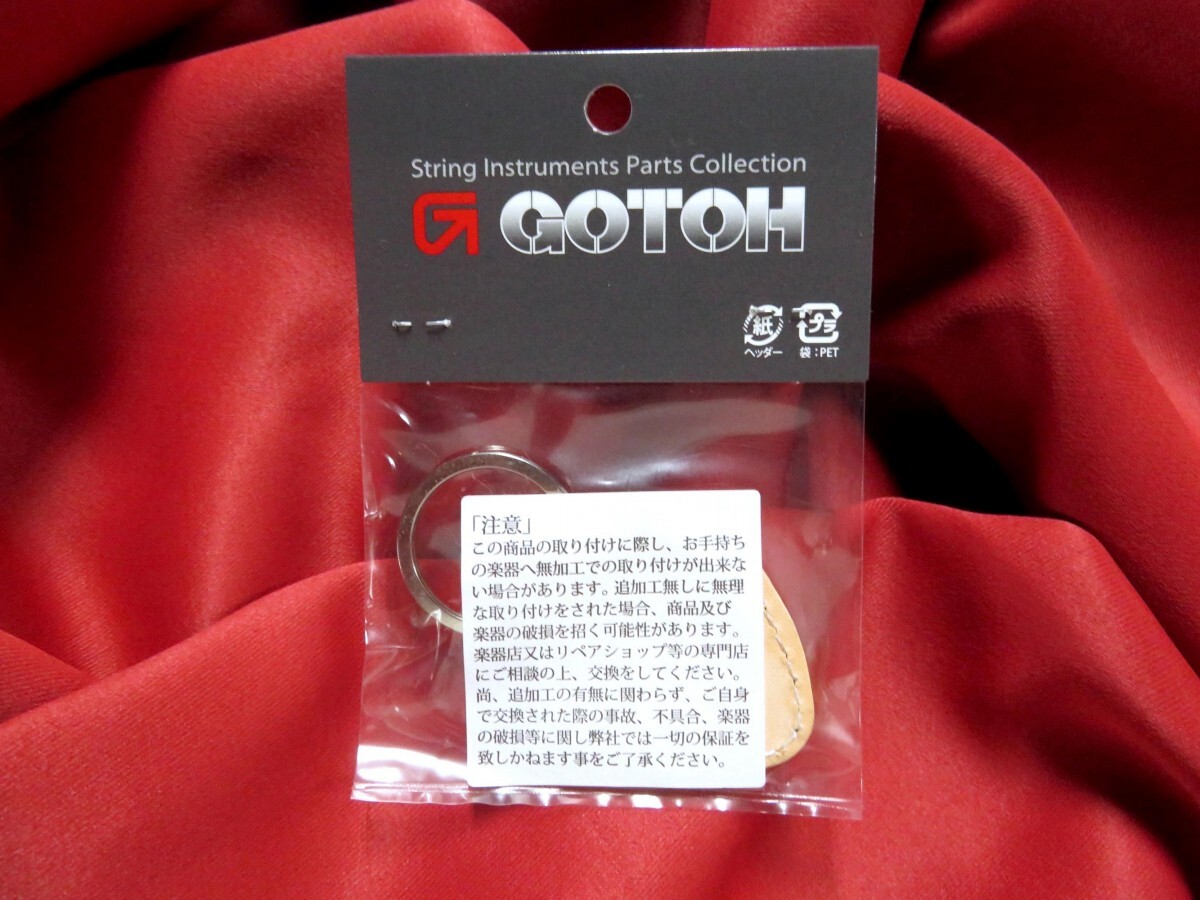 String Instruments Parts Collection
GOTOH
紙 プラ
ヘッダー 袋：PET
「注意」
この商品の取り付けに際し、お手持ち
の楽器へ無加工での取り付けが出来な
い場合があります。追加工無しに無理
な取り付けをされた場合、商品及び
楽器の破損を招く可能性があります。
楽器店又はリペアショップ等の専門店
にご相談の上、交換をしてください。
尚、追加工の有無に関わらず、ご自身
で交換された際の事故、不具合、楽器
の破損等に関し弊社では一切の保証を
致しかねます事をご了承ください。